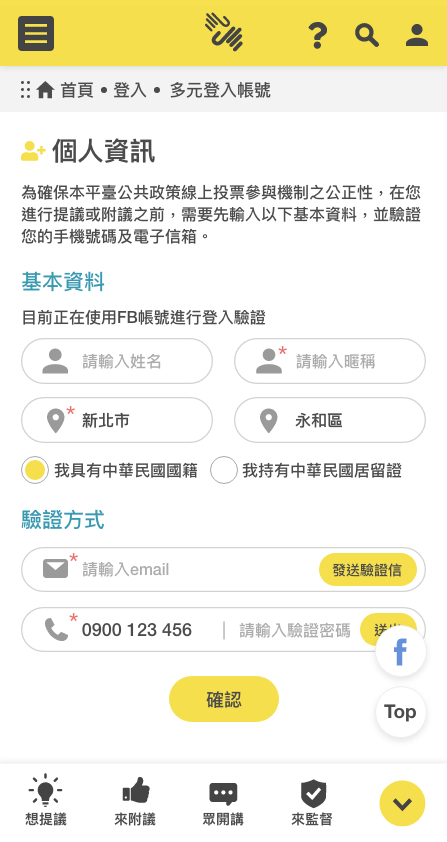 首頁 • 登入 • 多元登入帳號
個人資訊
為確保本平臺公共政策線上投票參與機制之公正性，在您
進行提議或附議之前，需要先輸入以下基本資料，並驗證
您的手機號碼及電子信箱。
基本資料
目前正在使用FB帳號進行登入驗證
請輸入姓名
* 請輸入暱稱
* 新北市
永和區
我具有中華民國國籍
我持有中華民國居留證
驗證方式
* 請輸入email
發送驗證信
* 0900 123 456 | 請輸入驗證密碼
Top
確認
想提議
來附議
眾開講
來監督